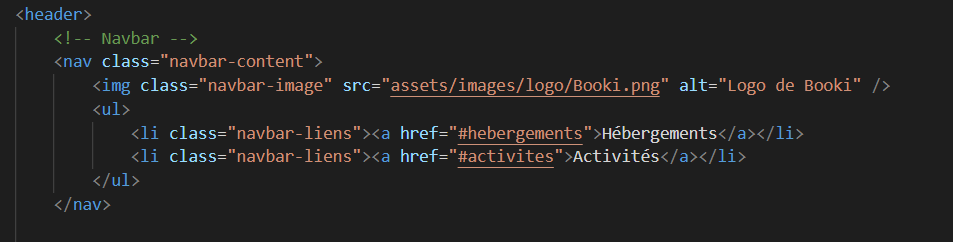 <header>
<!-- Navbar -->
<nav class="navbar-content">
<img class="navbar-image" src="assets/images/logo/Booki.png" alt="Logo de Booki" />
<ul>
<li class="navbar-liens"><a href="#hebergements">Hébergements</a></li>
<li class="navbar-liens"><a href="#activites">Activités</a></li>
</ul>
</nav>